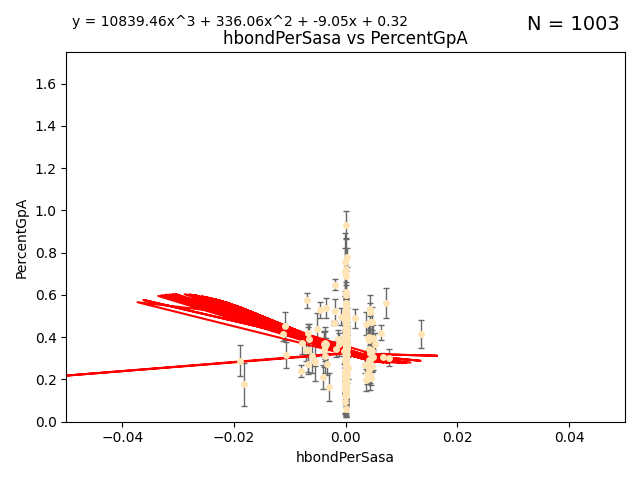 y = 10839.46x^3 + 336.06x^2 + -9.05x + 0.32
N = 1003
hbondPerSasa vs PercentGpA
1.6
1.4
1.2
1.0
0.8
0.6
0.4
0.2
0.0
PercentGpA
−0.04
−0.02
0.00
0.02
0.04
hbondPerSasa